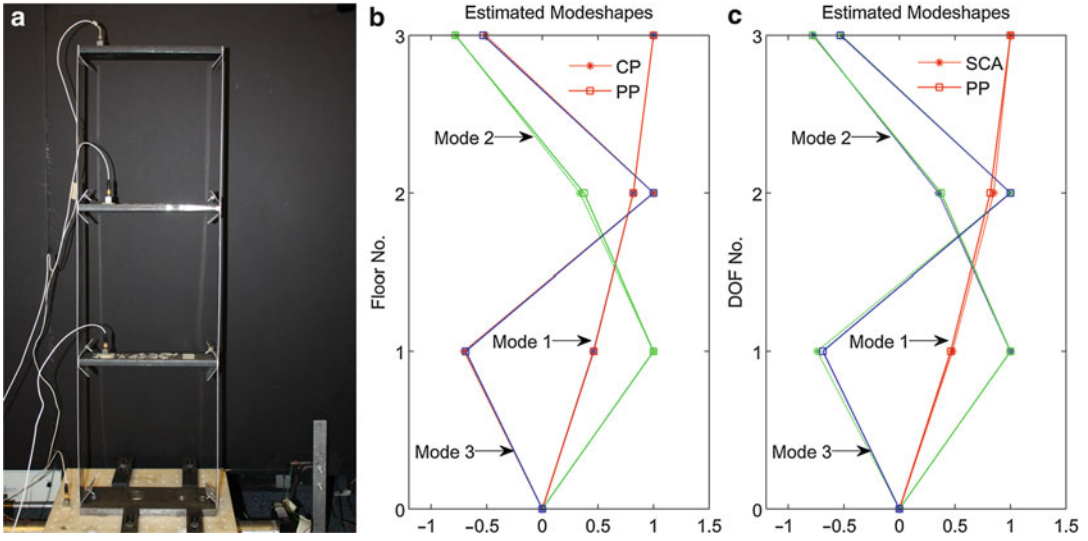 a
b
Estimated Modeshapes
3
2
1
0
Floor No.
CP
PP
Mode 2
Mode 1
Mode 3
−1 −0.5 0 0.5 1 1.5
c
Estimated Modeshapes
3
2
1
0
DOF No.
SCA
PP
Mode 2
Mode 1
Mode 3
−1 −0.5 0 0.5 1 1.5